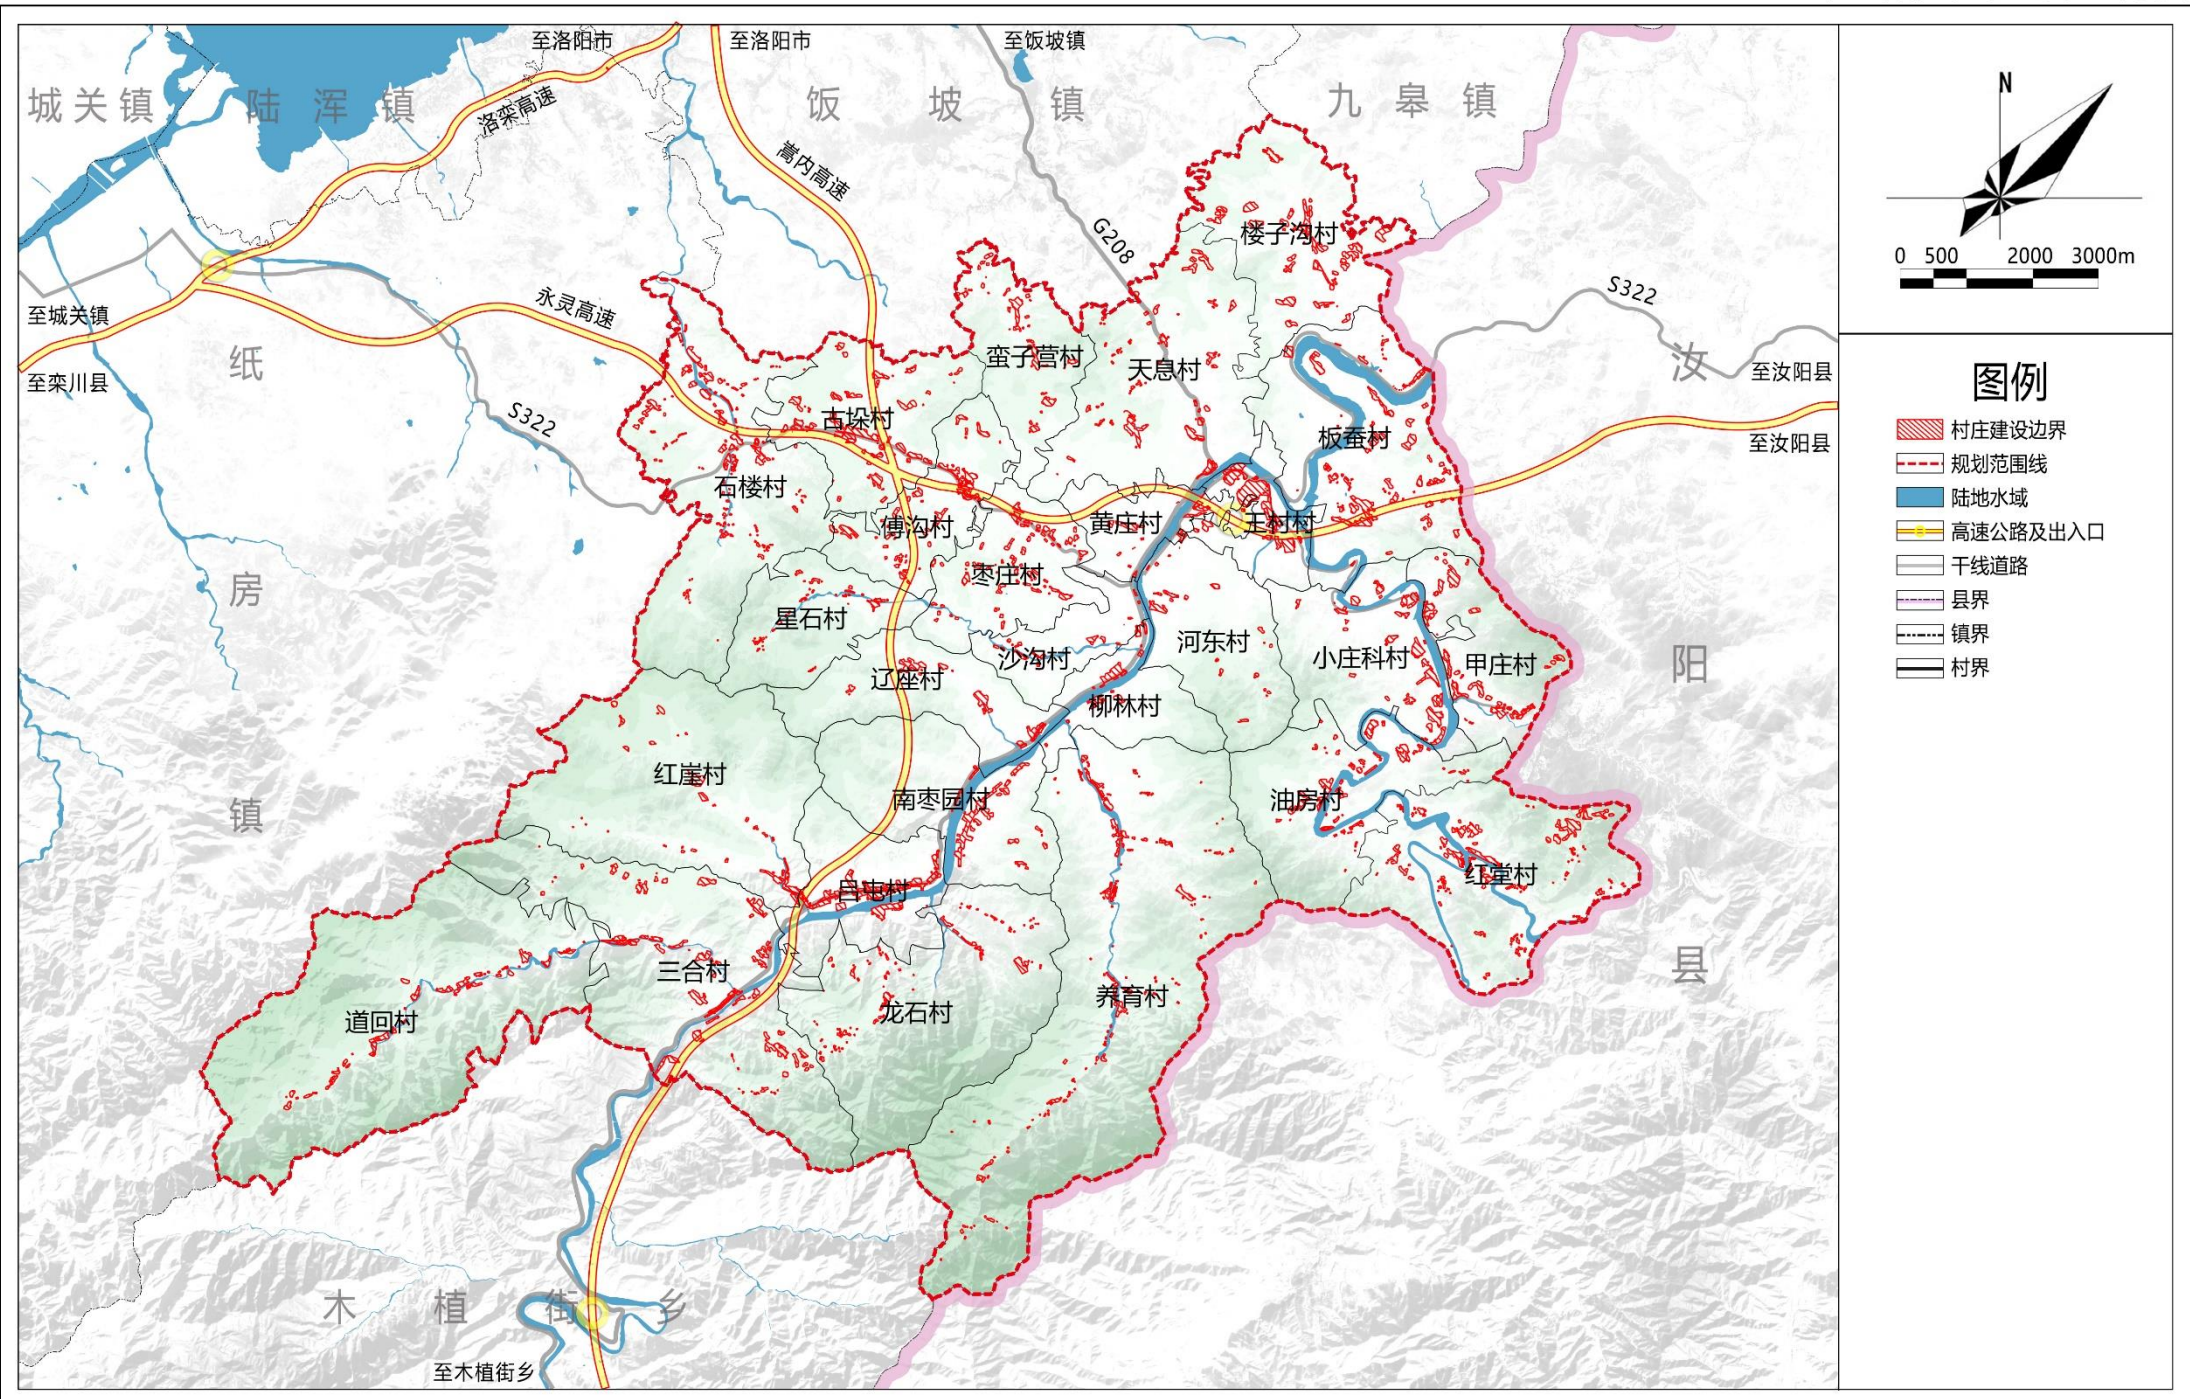 至洛阳市
至洛阳市
至饭坡镇
城关镇
陆浑镇
饭坡镇
九皋镇
洛栾高速
嵩内高速
G208
楼子沟村
S322
至城关镇
永灵高速
至栾川县
纸房镇
蛮子营村
天息村
汝阳县
至汝阳县
S322
古垛村
板蚕村
至汝阳县
石楼村
傅沟村
黄庄村
王村村
枣庄村
星石村
沙沟村
河东村
小庄科村
甲庄村
辽座村
柳林村
红崖村
南枣园村
油房村
吕屯村
红堂村
三合村
养育村
道回村
龙石村
木植街乡
至木植街乡
N
0 500 2000 3000m
图例
村庄建设边界
规划范围线
陆地水域
高速公路及出入口
干线道路
县界
镇界
村界